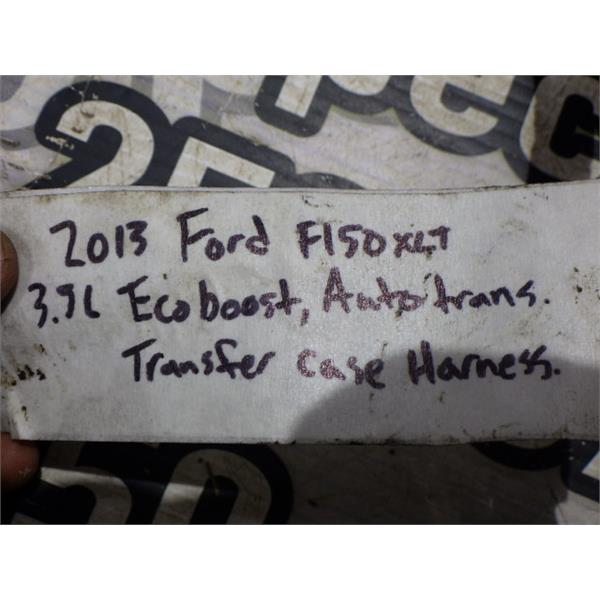 2013 Ford F150 XLT
3.5L Ecoboost, Auto trans.
Transfer case Harness.